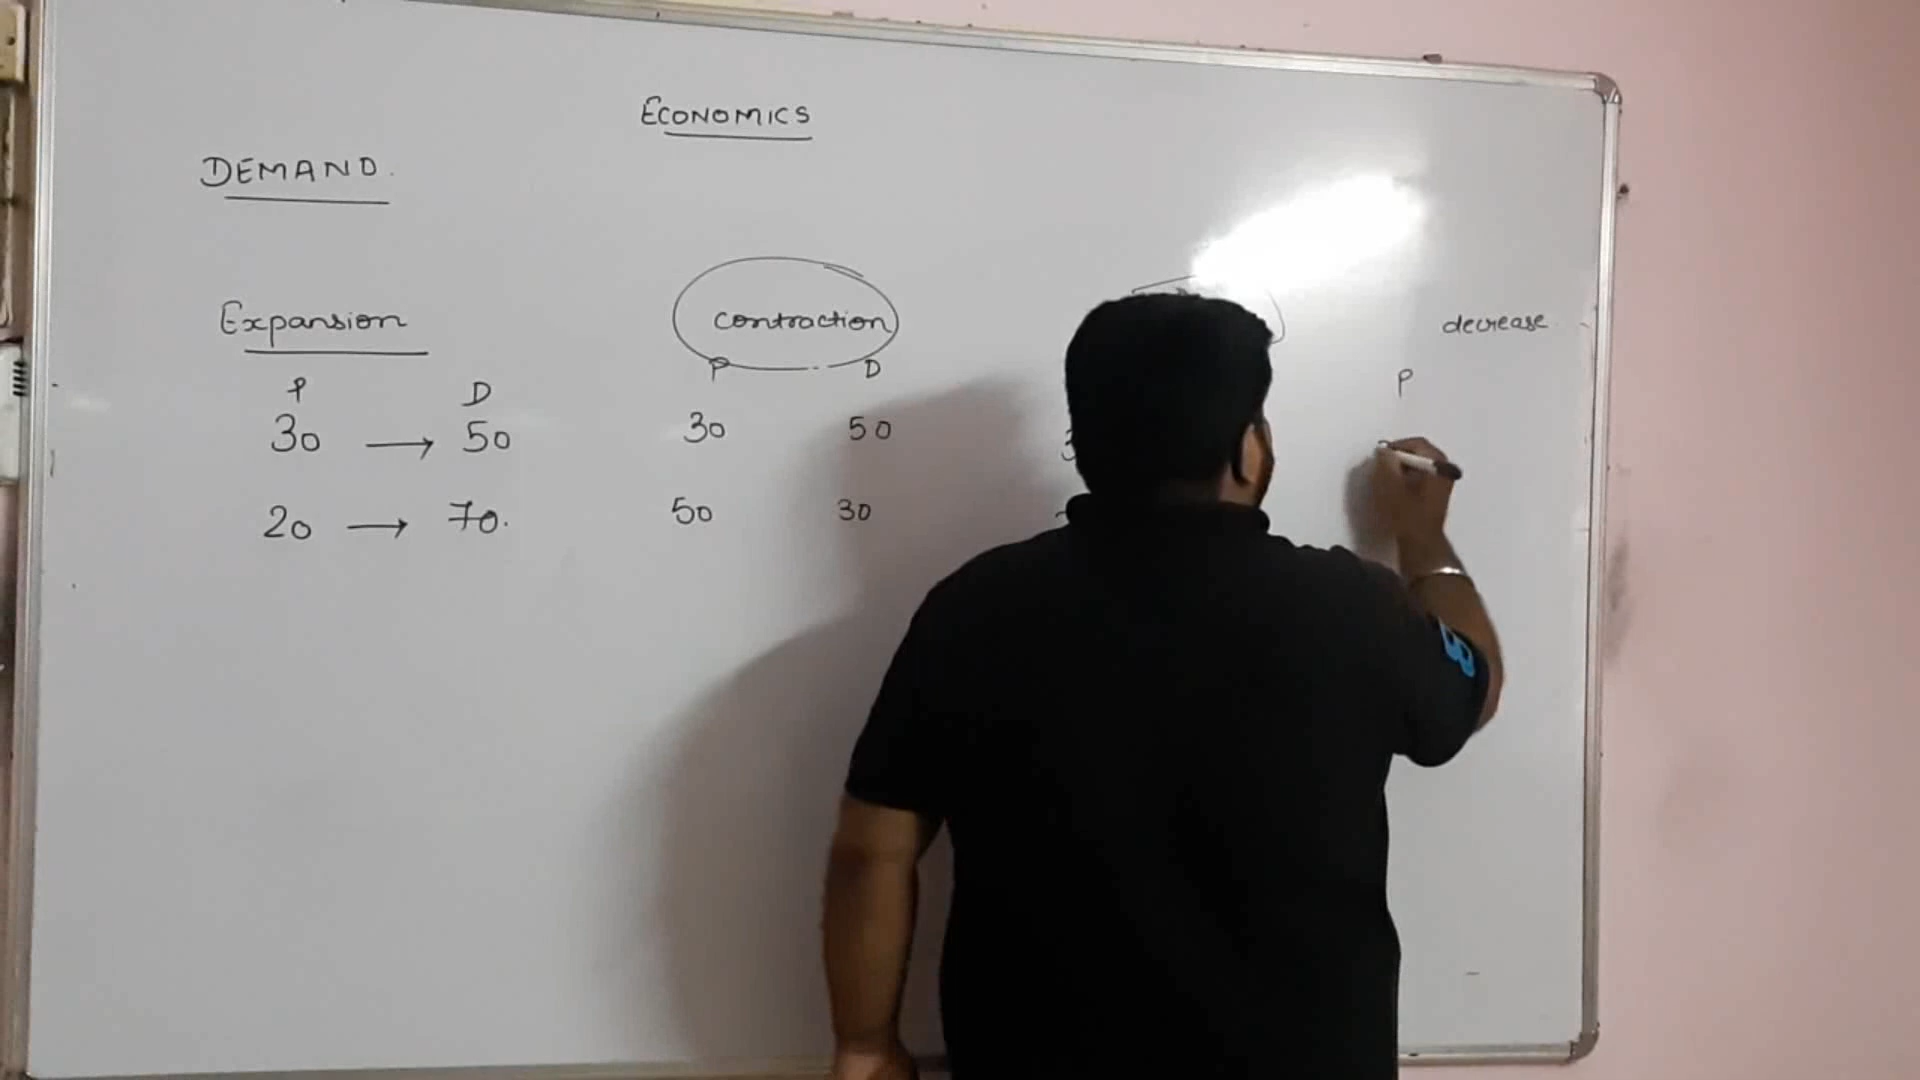 ECONOMICS
DEMAND.
Expansion
contraction
decrease
P D
P D
P
30 → 50
30 50
20 → 70.
50 30